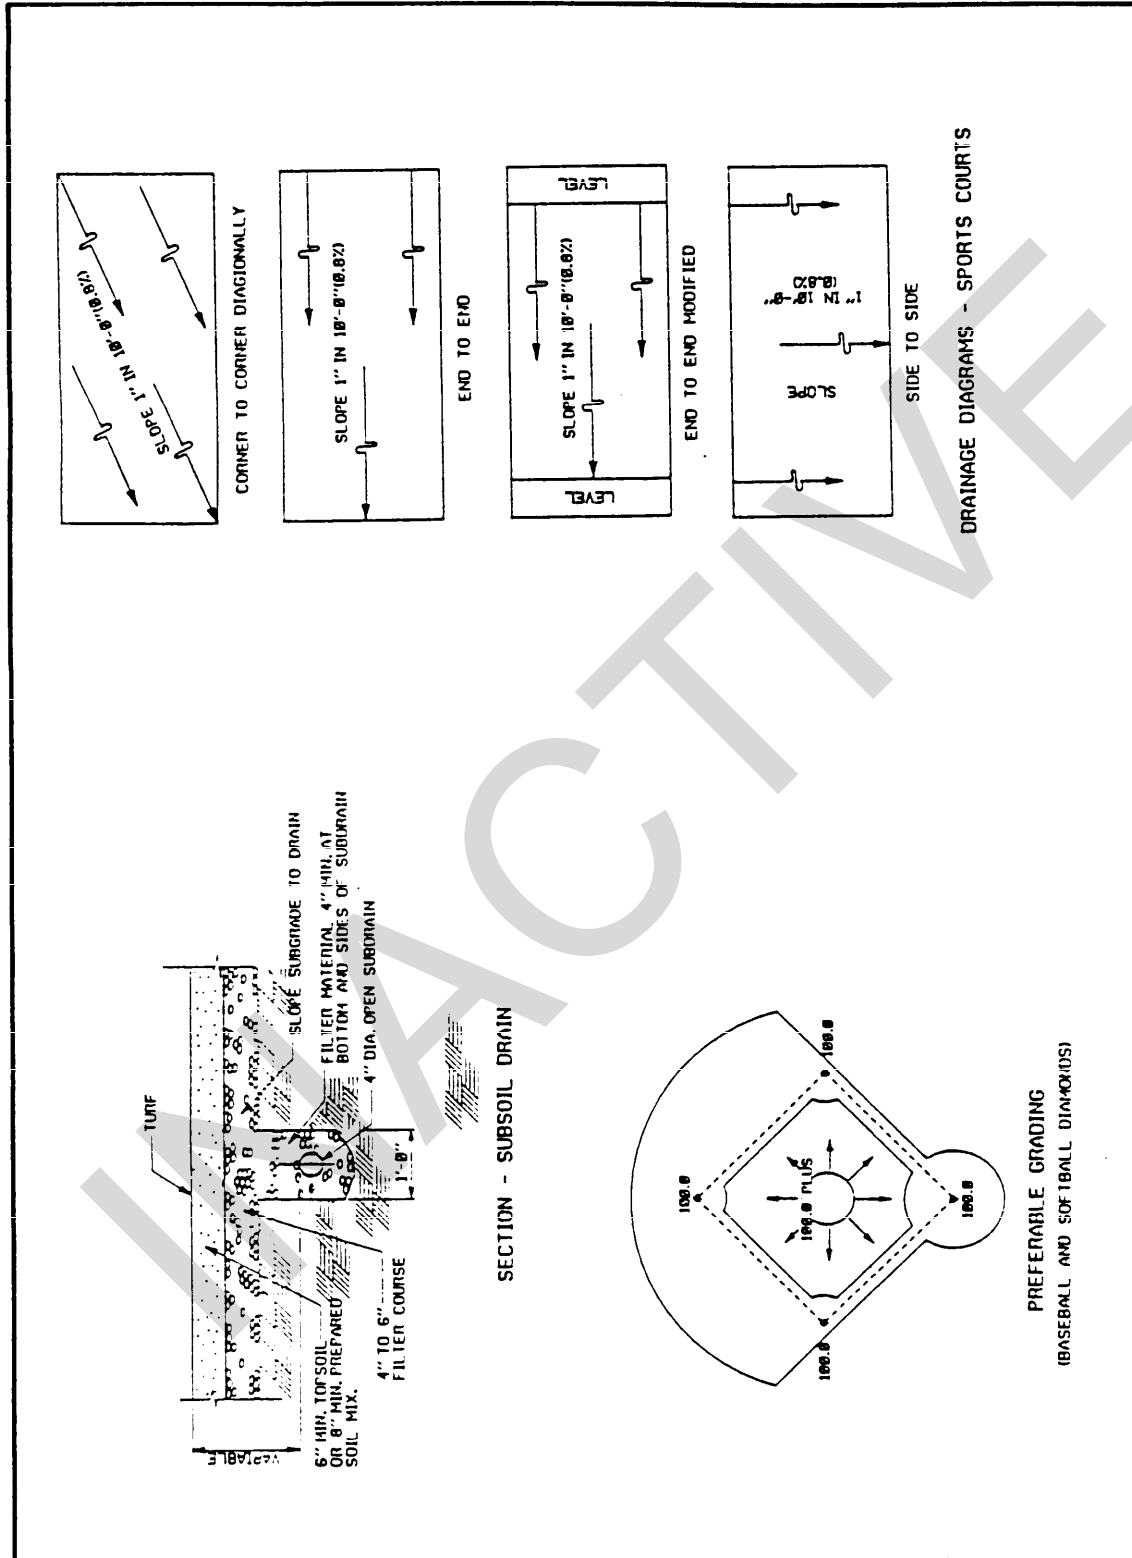 TURF
VARIABLE
SLOPE SUBGRADE TO DRAIN
FILTER MATERIAL 4" MIN. AT
BOTTOM AND SIDES OF SUBDRAIN
4" DIA. OPEN SUBDRAIN
1'-0"
6" MIN. TOPSOIL
OR 8" MIN. PREPARED
SOIL MIX.
4" TO 6"
FILTER COURSE
SECTION - SUBSOIL DRAIN
SLOPE 1" IN 10'-0"(0.8%)
CORNER TO CORNER DIAGIONALLY
SLOPE 1" IN 10'-0"(0.8%)
END TO END
LEVEL
SLOPE 1" IN 10'-0"(0.8%)
LEVEL
END TO END MODIFIED
SLOPE
1" IN 10'-0"
(0.8%)
SIDE TO SIDE
DRAINAGE DIAGRAMS - SPORTS COURTS
100.0
100.0
100.0 PLUS
100.0
100.0
PREFERABLE GRADING
(BASEBALL AND SOFTBALL DIAMONDS)
INACTIVE